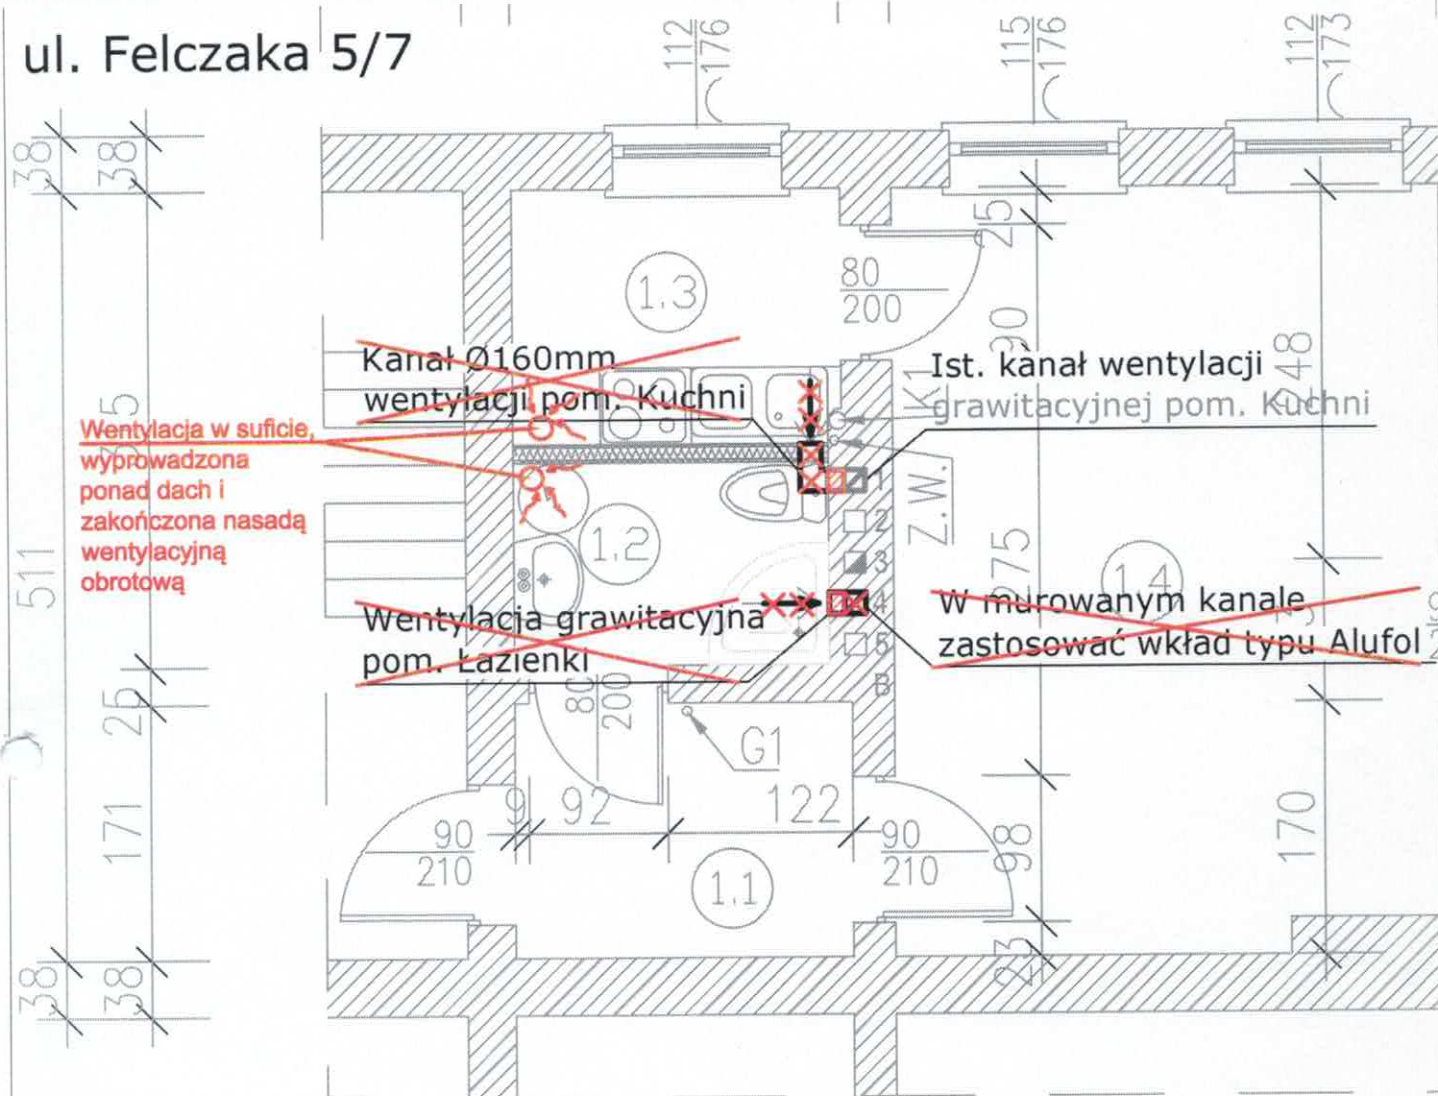 ul. Felczaka 5/7
112
176
115
176
112
173
38
38
25
80
200
1.3
90
248
Kanał Ø160mm
wentylacji pom. Kuchni
Ist. kanał wentylacji
grawitacyjnej pom. Kuchni
K1
Wentylacja w suficie,
wyprowadzona
ponad dach i
zakończona nasadą
wentylacyjną
obrotową
Z.W.
1
2
3
4
5
B
1.2
275
1.4
511
Wentylacja grawitacyjna
pom. Łazienki
W murowanym kanale
zastosować wkład typu Alufol
80
200
25
G1
9
92
122
171
90
210
90
210
98
170
1.1
23
38
38